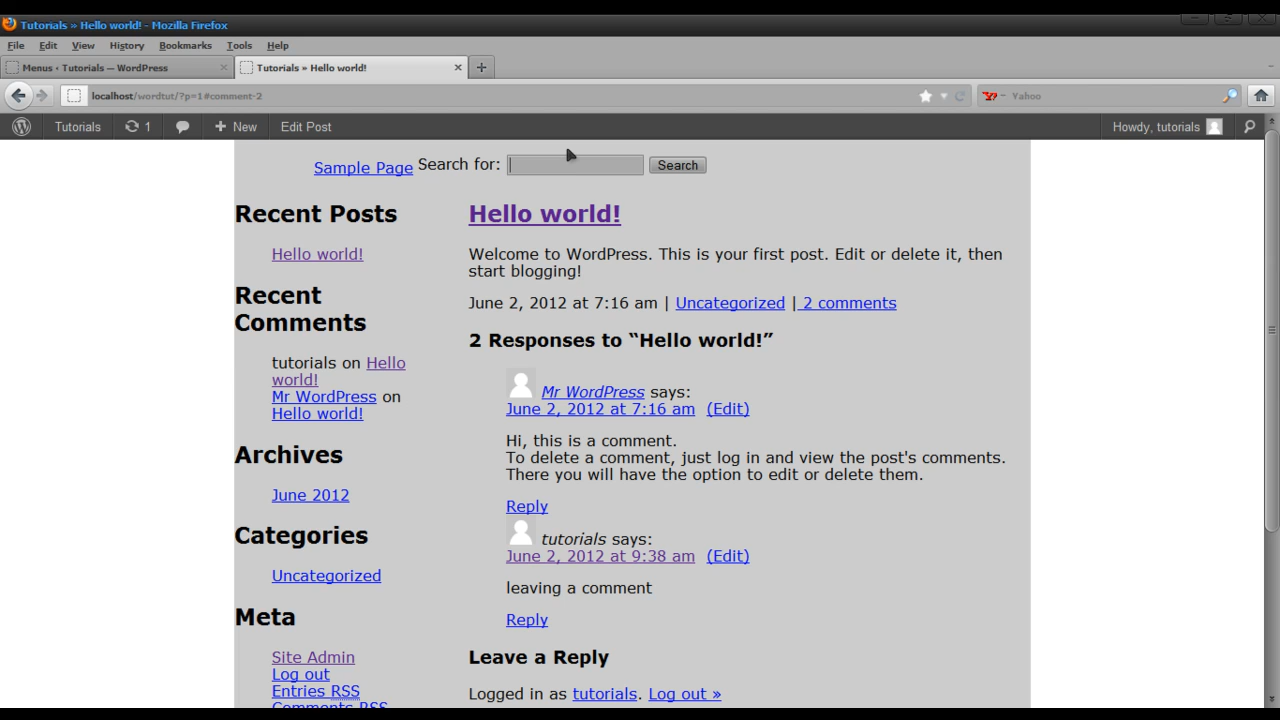 Tutorials » Hello world! - Mozilla Firefox
File Edit View History Bookmarks Tools Help
Menus ‹ Tutorials — WordPress
Tutorials » Hello world!
localhost/wordtut/?p=1#comment-2
Yahoo
Tutorials 1 New Edit Post Howdy, tutorials
Sample Page Search for: Search
Recent Posts
Hello world!
Recent
Comments
tutorials on Hello
world!
Mr WordPress on
Hello world!
Archives
June 2012
Categories
Uncategorized
Meta
Site Admin
Log out
Entries RSS
Comments RSS
Hello world!
Welcome to WordPress. This is your first post. Edit or delete it, then
start blogging!
June 2, 2012 at 7:16 am | Uncategorized | 2 comments
2 Responses to “Hello world!”
Mr WordPress says:
June 2, 2012 at 7:16 am (Edit)
Hi, this is a comment.
To delete a comment, just log in and view the post's comments.
There you will have the option to edit or delete them.
Reply
tutorials says:
June 2, 2012 at 9:38 am (Edit)
leaving a comment
Reply
Leave a Reply
Logged in as tutorials. Log out »